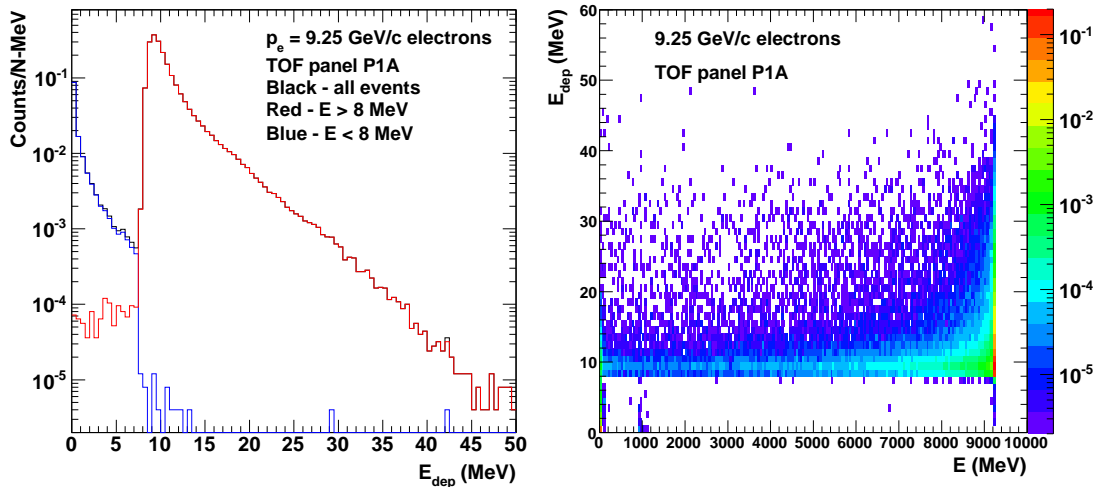 Counts/N-MeV
p_e = 9.25 GeV/c electrons
TOF panel P1A
Black - all events
Red - E > 8 MeV
Blue - E < 8 MeV
10^-1
10^-2
10^-3
10^-4
10^-5
0 5 10 15 20 25 30 35 40 45 50
E_dep (MeV)
E_dep (MeV)
9.25 GeV/c electrons
TOF panel P1A
60
50
40
30
20
10
0
0 1000 2000 3000 4000 5000 6000 7000 8000 9000 10000
E (MeV)
10^-1
10^-2
10^-3
10^-4
10^-5